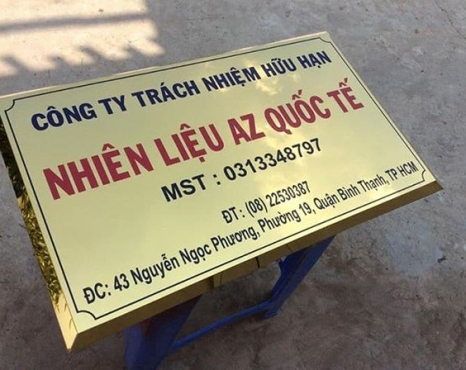 CÔNG TY TRÁCH NHIỆM HỮU HẠN
NHIÊN LIỆU AZ QUỐC TẾ
MST : 0313348797
ĐT: (08) 22530387
ĐC: 43 Nguyễn Ngọc Phương, Phường 19, Quận Bình Thạnh, TP HCM